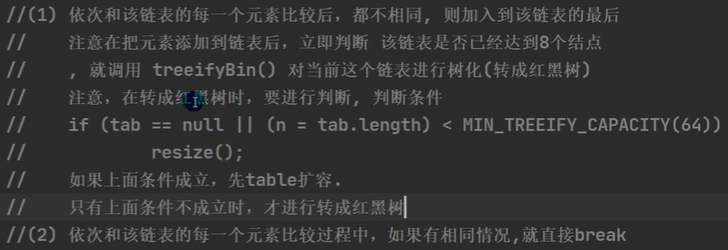 //(1) 依次和该链表的每一个元素比较后，都不相同, 则加入到该链表的最后
//    注意在把元素添加到链表后，立即判断 该链表是否已经达到8个结点
//    , 就调用 treeifyBin() 对当前这个链表进行树化(转成红黑树)
//    注意，在转成红黑树时，要进行判断, 判断条件
//    if (tab == null || (n = tab.length) < MIN_TREEIFY_CAPACITY(64))
//            resize();
//    如果上面条件成立，先table扩容.
//    只有上面条件不成立时，才进行转成红黑树
//(2) 依次和该链表的每一个元素比较过程中，如果有相同情况,就直接break